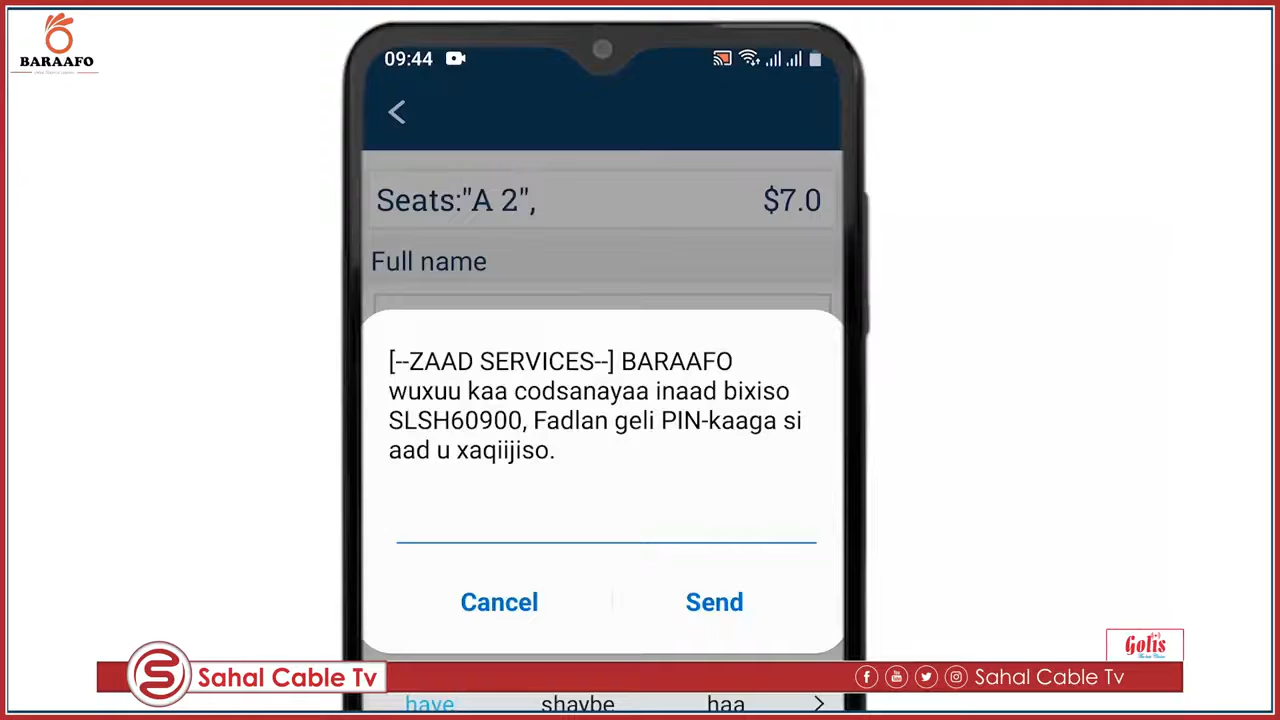 BARAAFO
09:44
Seats:"A 2", $7.0
Full name
[--ZAAD SERVICES--] BARAAFO
wuxuu kaa codsanayaa inaad bixiso
SLSH60900, Fadlan geli PIN-kaaga si
aad u xaqiijiso.
Cancel Send
Golis
Sahal Cable Tv
Sahal Cable Tv
have shaybe haa